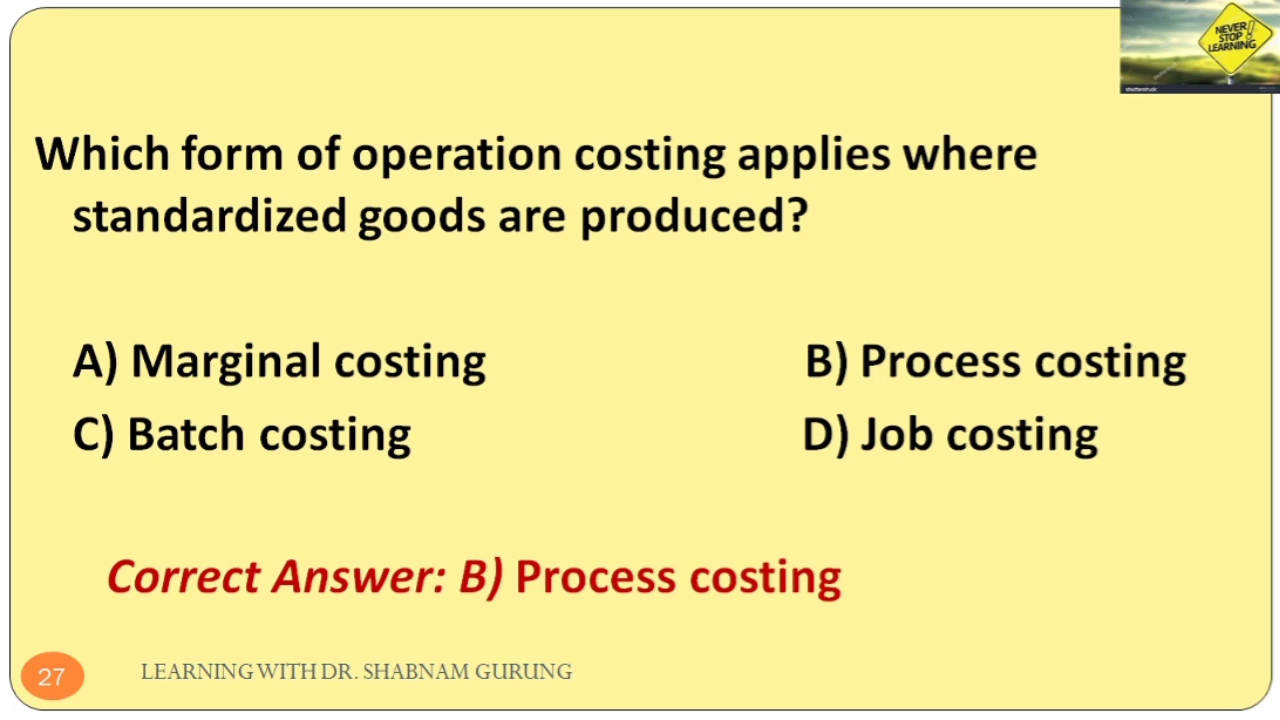 NEVER
STOP !
LEARNING
shutterstock
Which form of operation costing applies where
standardized goods are produced?
A) Marginal costing B) Process costing
C) Batch costing D) Job costing
Correct Answer: B) Process costing
27 LEARNING WITH DR. SHABNAM GURUNG